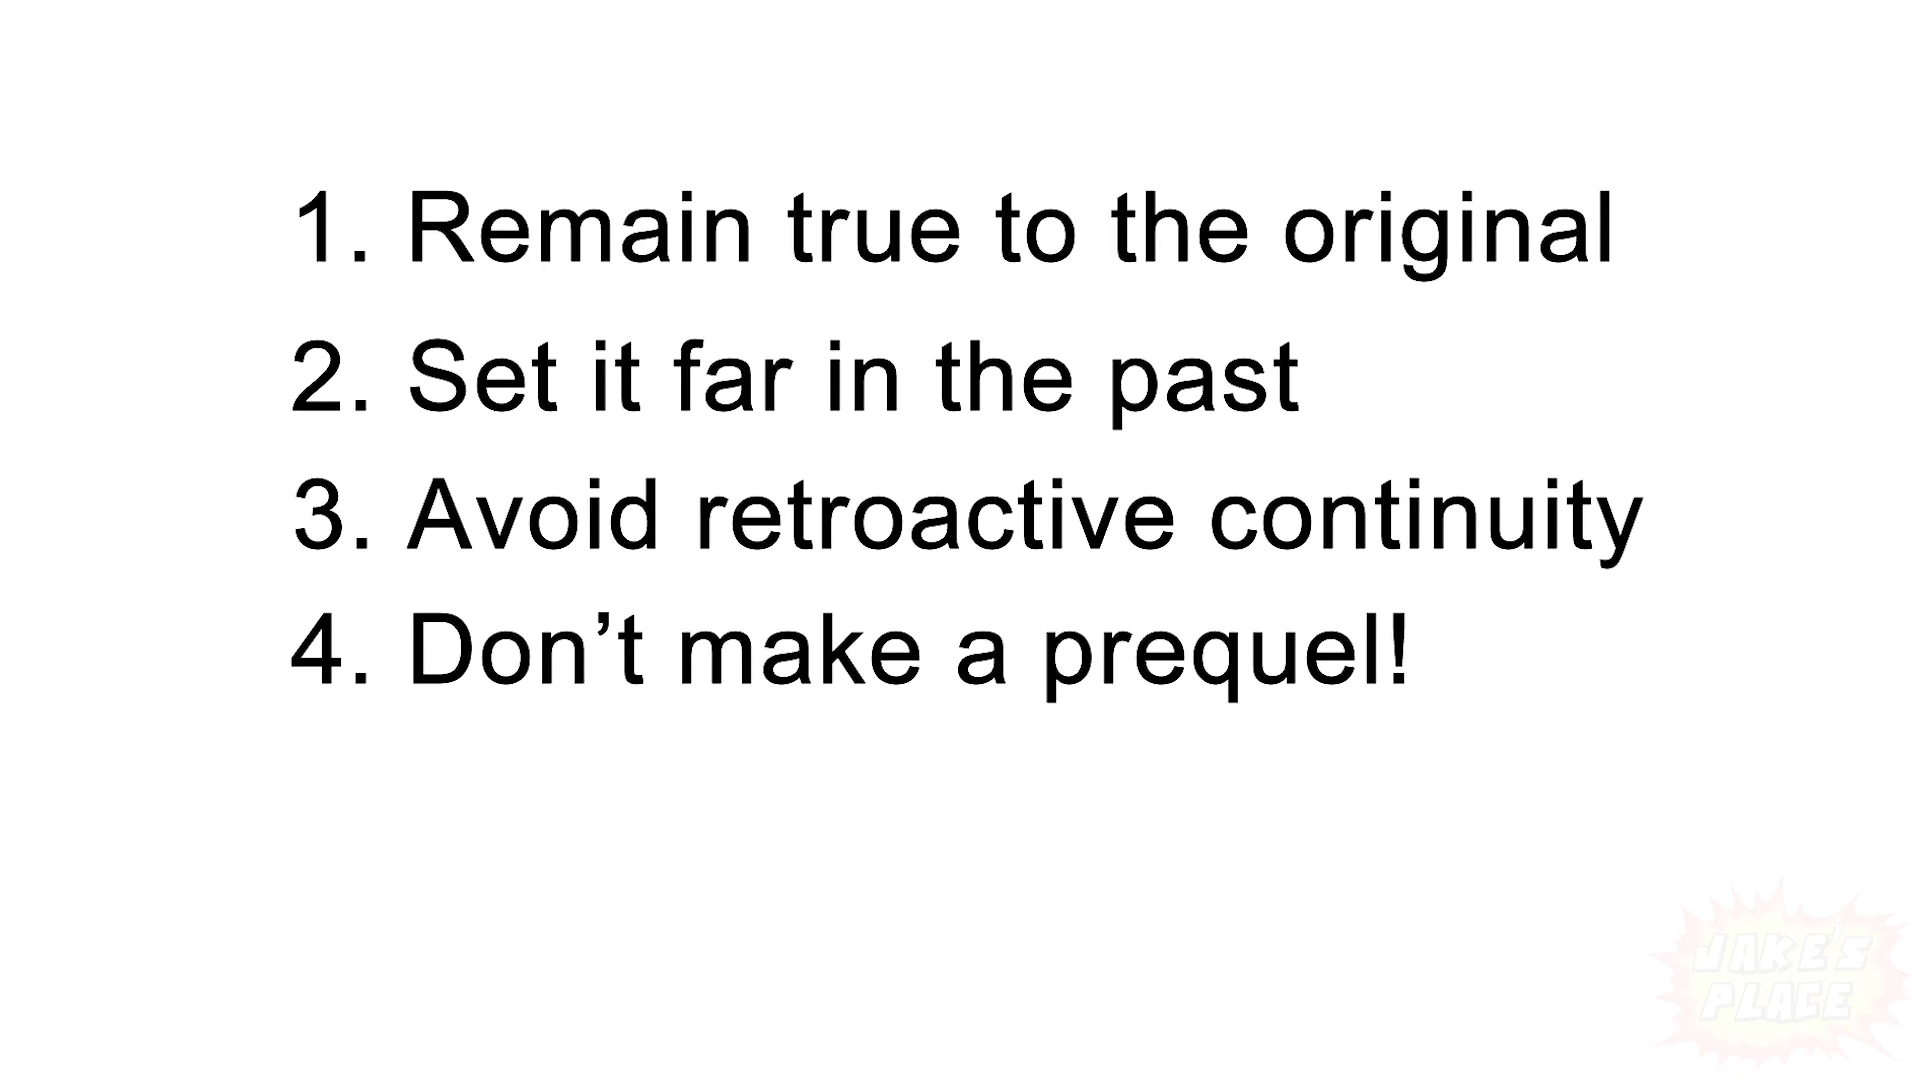 1. Remain true to the original
2. Set it far in the past
3. Avoid retroactive continuity
4. Don’t make a prequel!
JAKE'S
PLACE